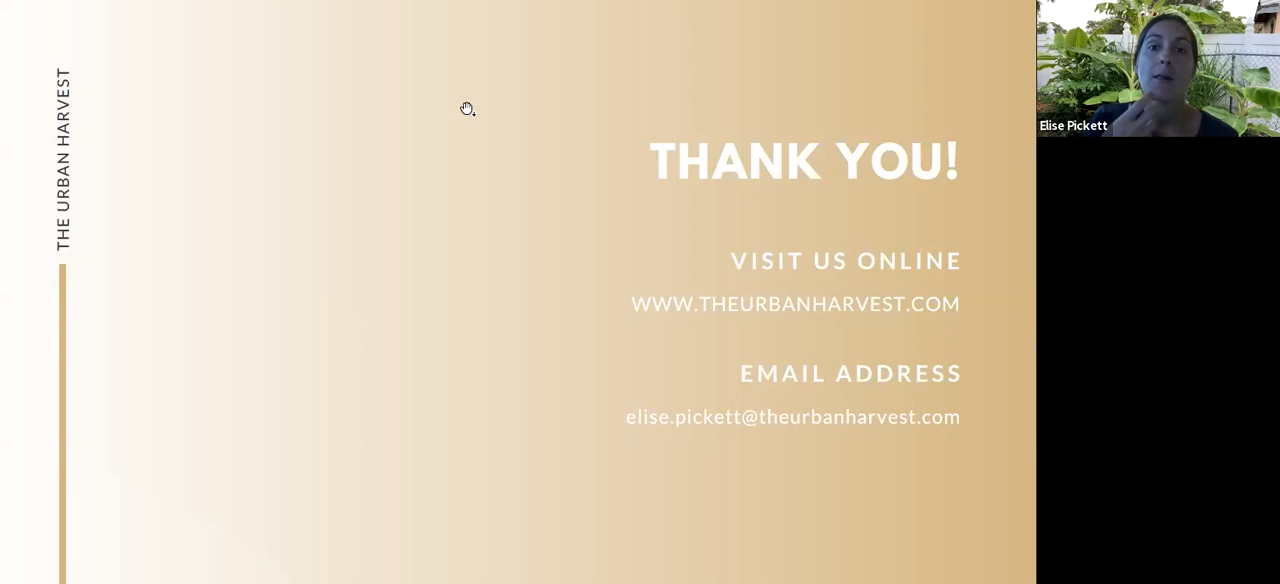 THE URBAN HARVEST
THANK YOU!
VISIT US ONLINE
WWW.THEURBANHARVEST.COM
EMAIL ADDRESS
elise.pickett@theurbanharvest.com
Elise Pickett